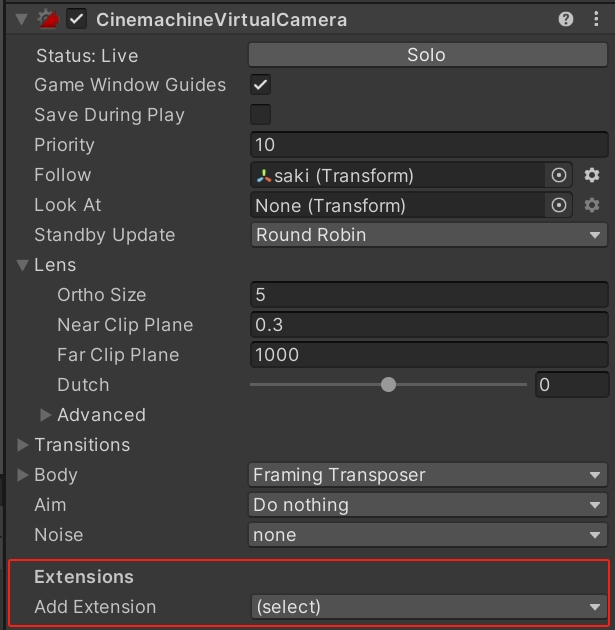 CinemachineVirtualCamera
Status: Live Solo
Game Window Guides
Save During Play
Priority 10
Follow saki (Transform)
Look At None (Transform)
Standby Update Round Robin
Lens
Ortho Size 5
Near Clip Plane 0.3
Far Clip Plane 1000
Dutch 0
Advanced
Transitions
Body Framing Transposer
Aim Do nothing
Noise none
Extensions
Add Extension (select)